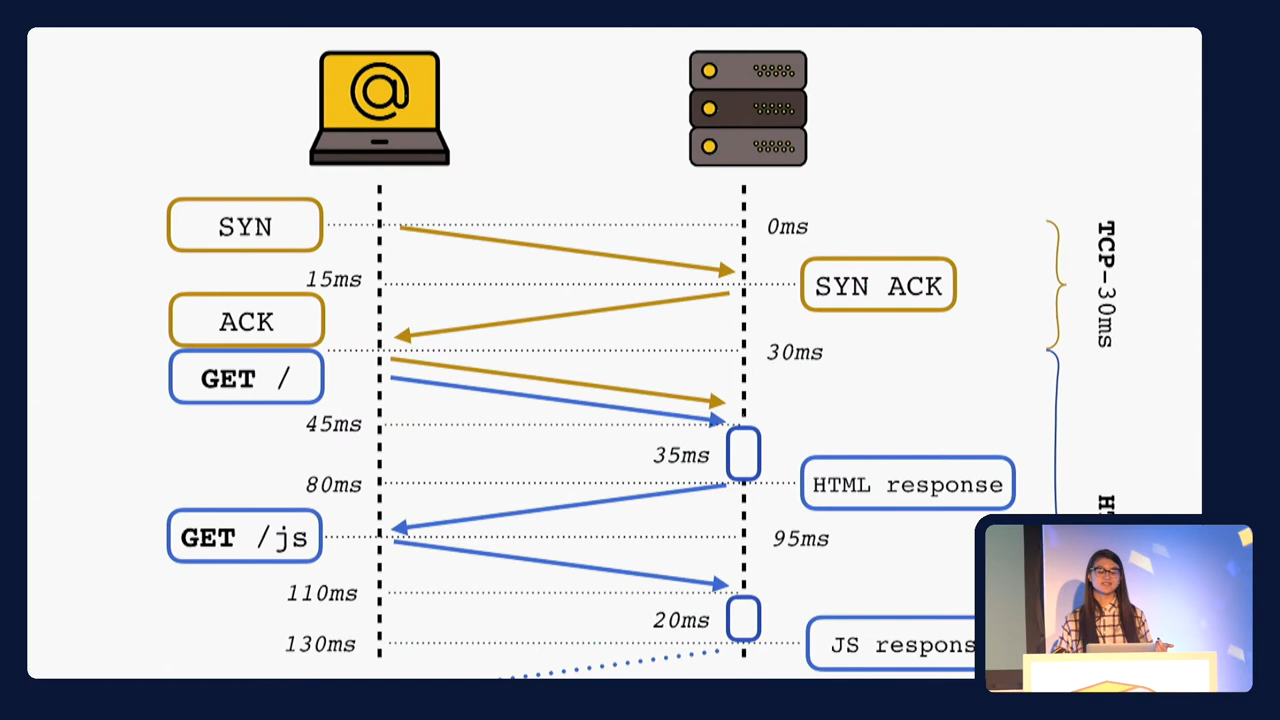 @
SYN
0ms
15ms
SYN ACK
ACK
30ms
GET /
45ms
35ms
80ms
HTML response
GET /js
95ms
110ms
20ms
130ms
JS respons
TCP-30ms